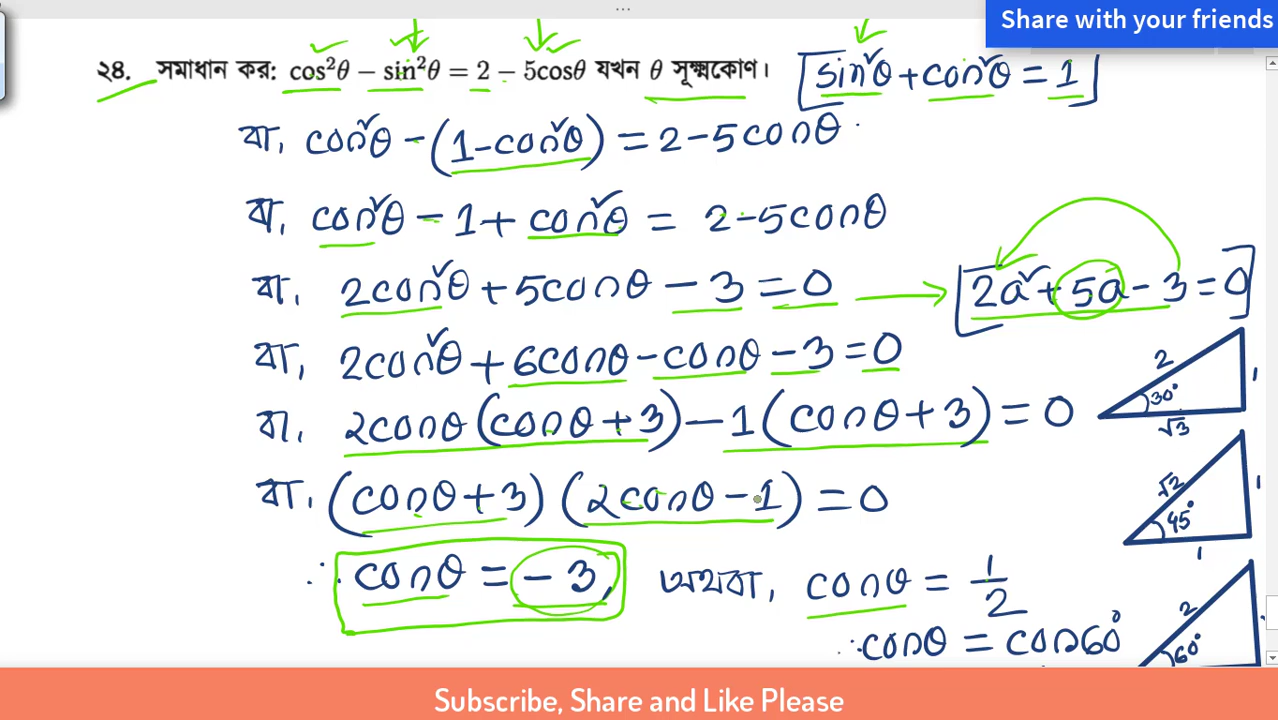 Share with your friends
২৪. সমাধান কর: cos²θ − sin²θ = 2 − 5cosθ যখন θ সূক্ষ্মকোণ।
[sin²θ + cos²θ = 1]
বা, cos²θ − (1 − cos²θ) = 2 − 5cosθ
বা, cos²θ − 1 + cos²θ = 2 − 5cosθ
বা, 2cos²θ + 5cosθ − 3 = 0 → [2a² + 5a − 3 = 0]
বা, 2cos²θ + 6cosθ − cosθ − 3 = 0
2 1 30° √3
বা, 2cosθ(cosθ + 3) − 1(cosθ + 3) = 0
বা, (cosθ + 3)(2cosθ − 1) = 0
√2 1 45° 1
∴ cosθ = −3, অথবা, cosθ = 1/2
∴ cosθ = cos60°
2 60°
Subscribe, Share and Like Please